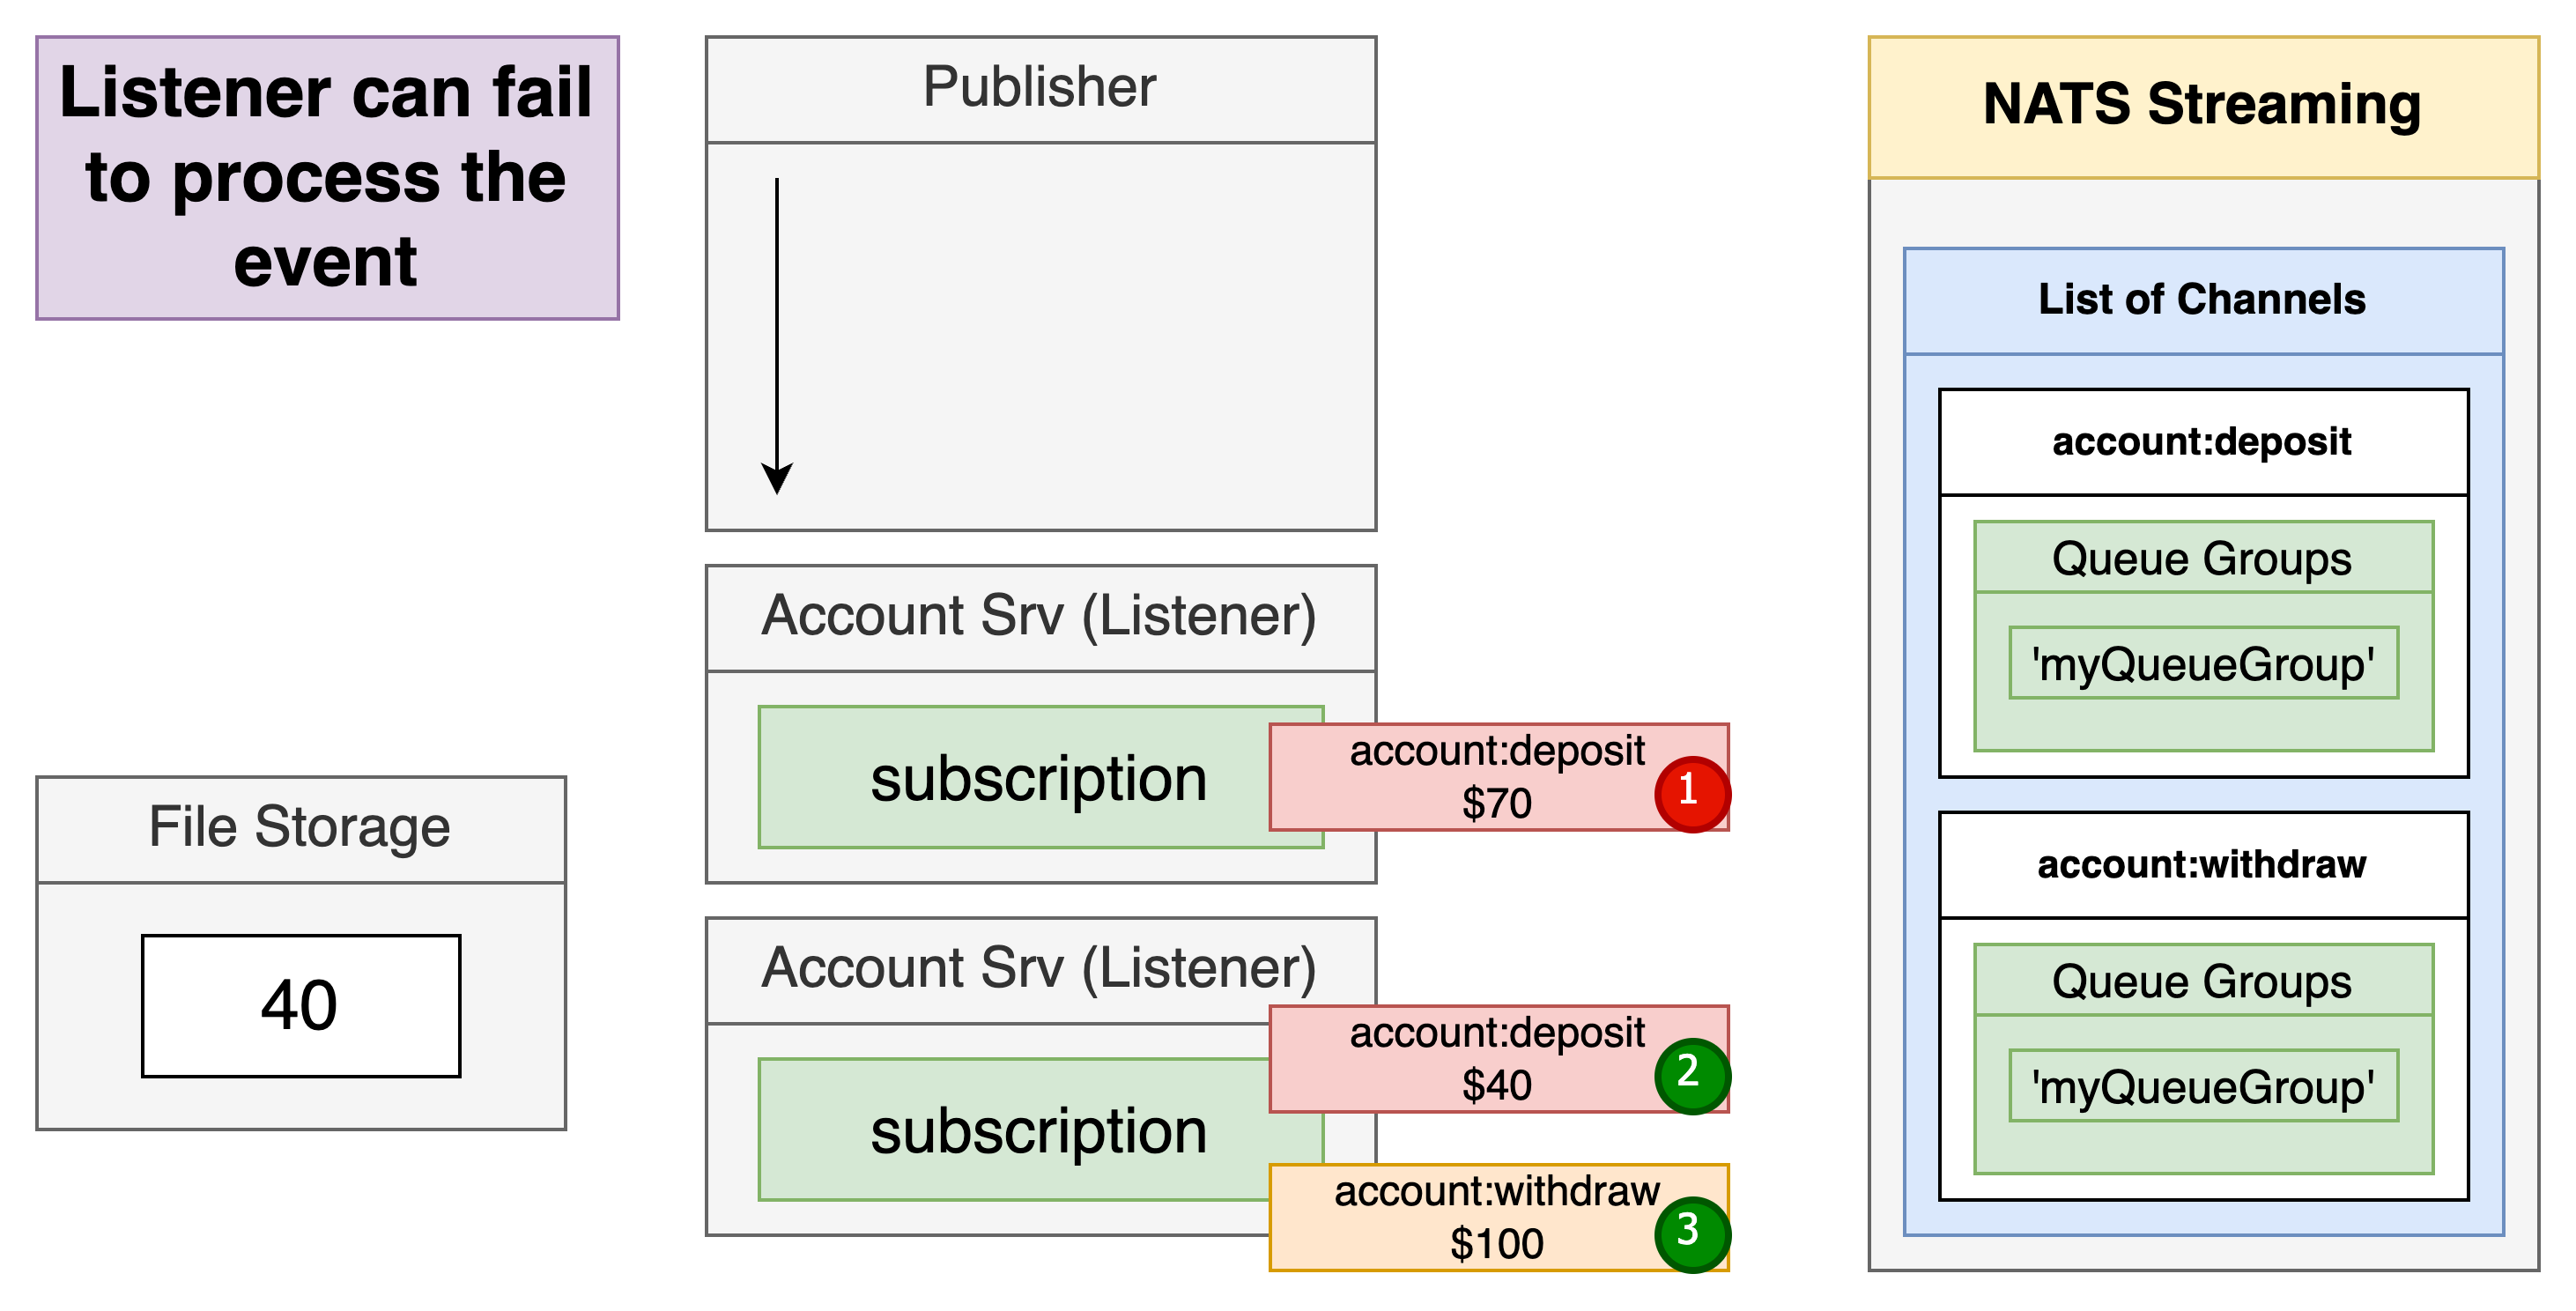 Listener can fail
to process the
event
Publisher
Account Srv (Listener)
subscription
account:deposit
$70
1
Account Srv (Listener)
subscription
account:deposit
$40
2
account:withdraw
$100
3
File Storage
40
NATS Streaming
List of Channels
account:deposit
Queue Groups
'myQueueGroup'
account:withdraw
Queue Groups
'myQueueGroup'